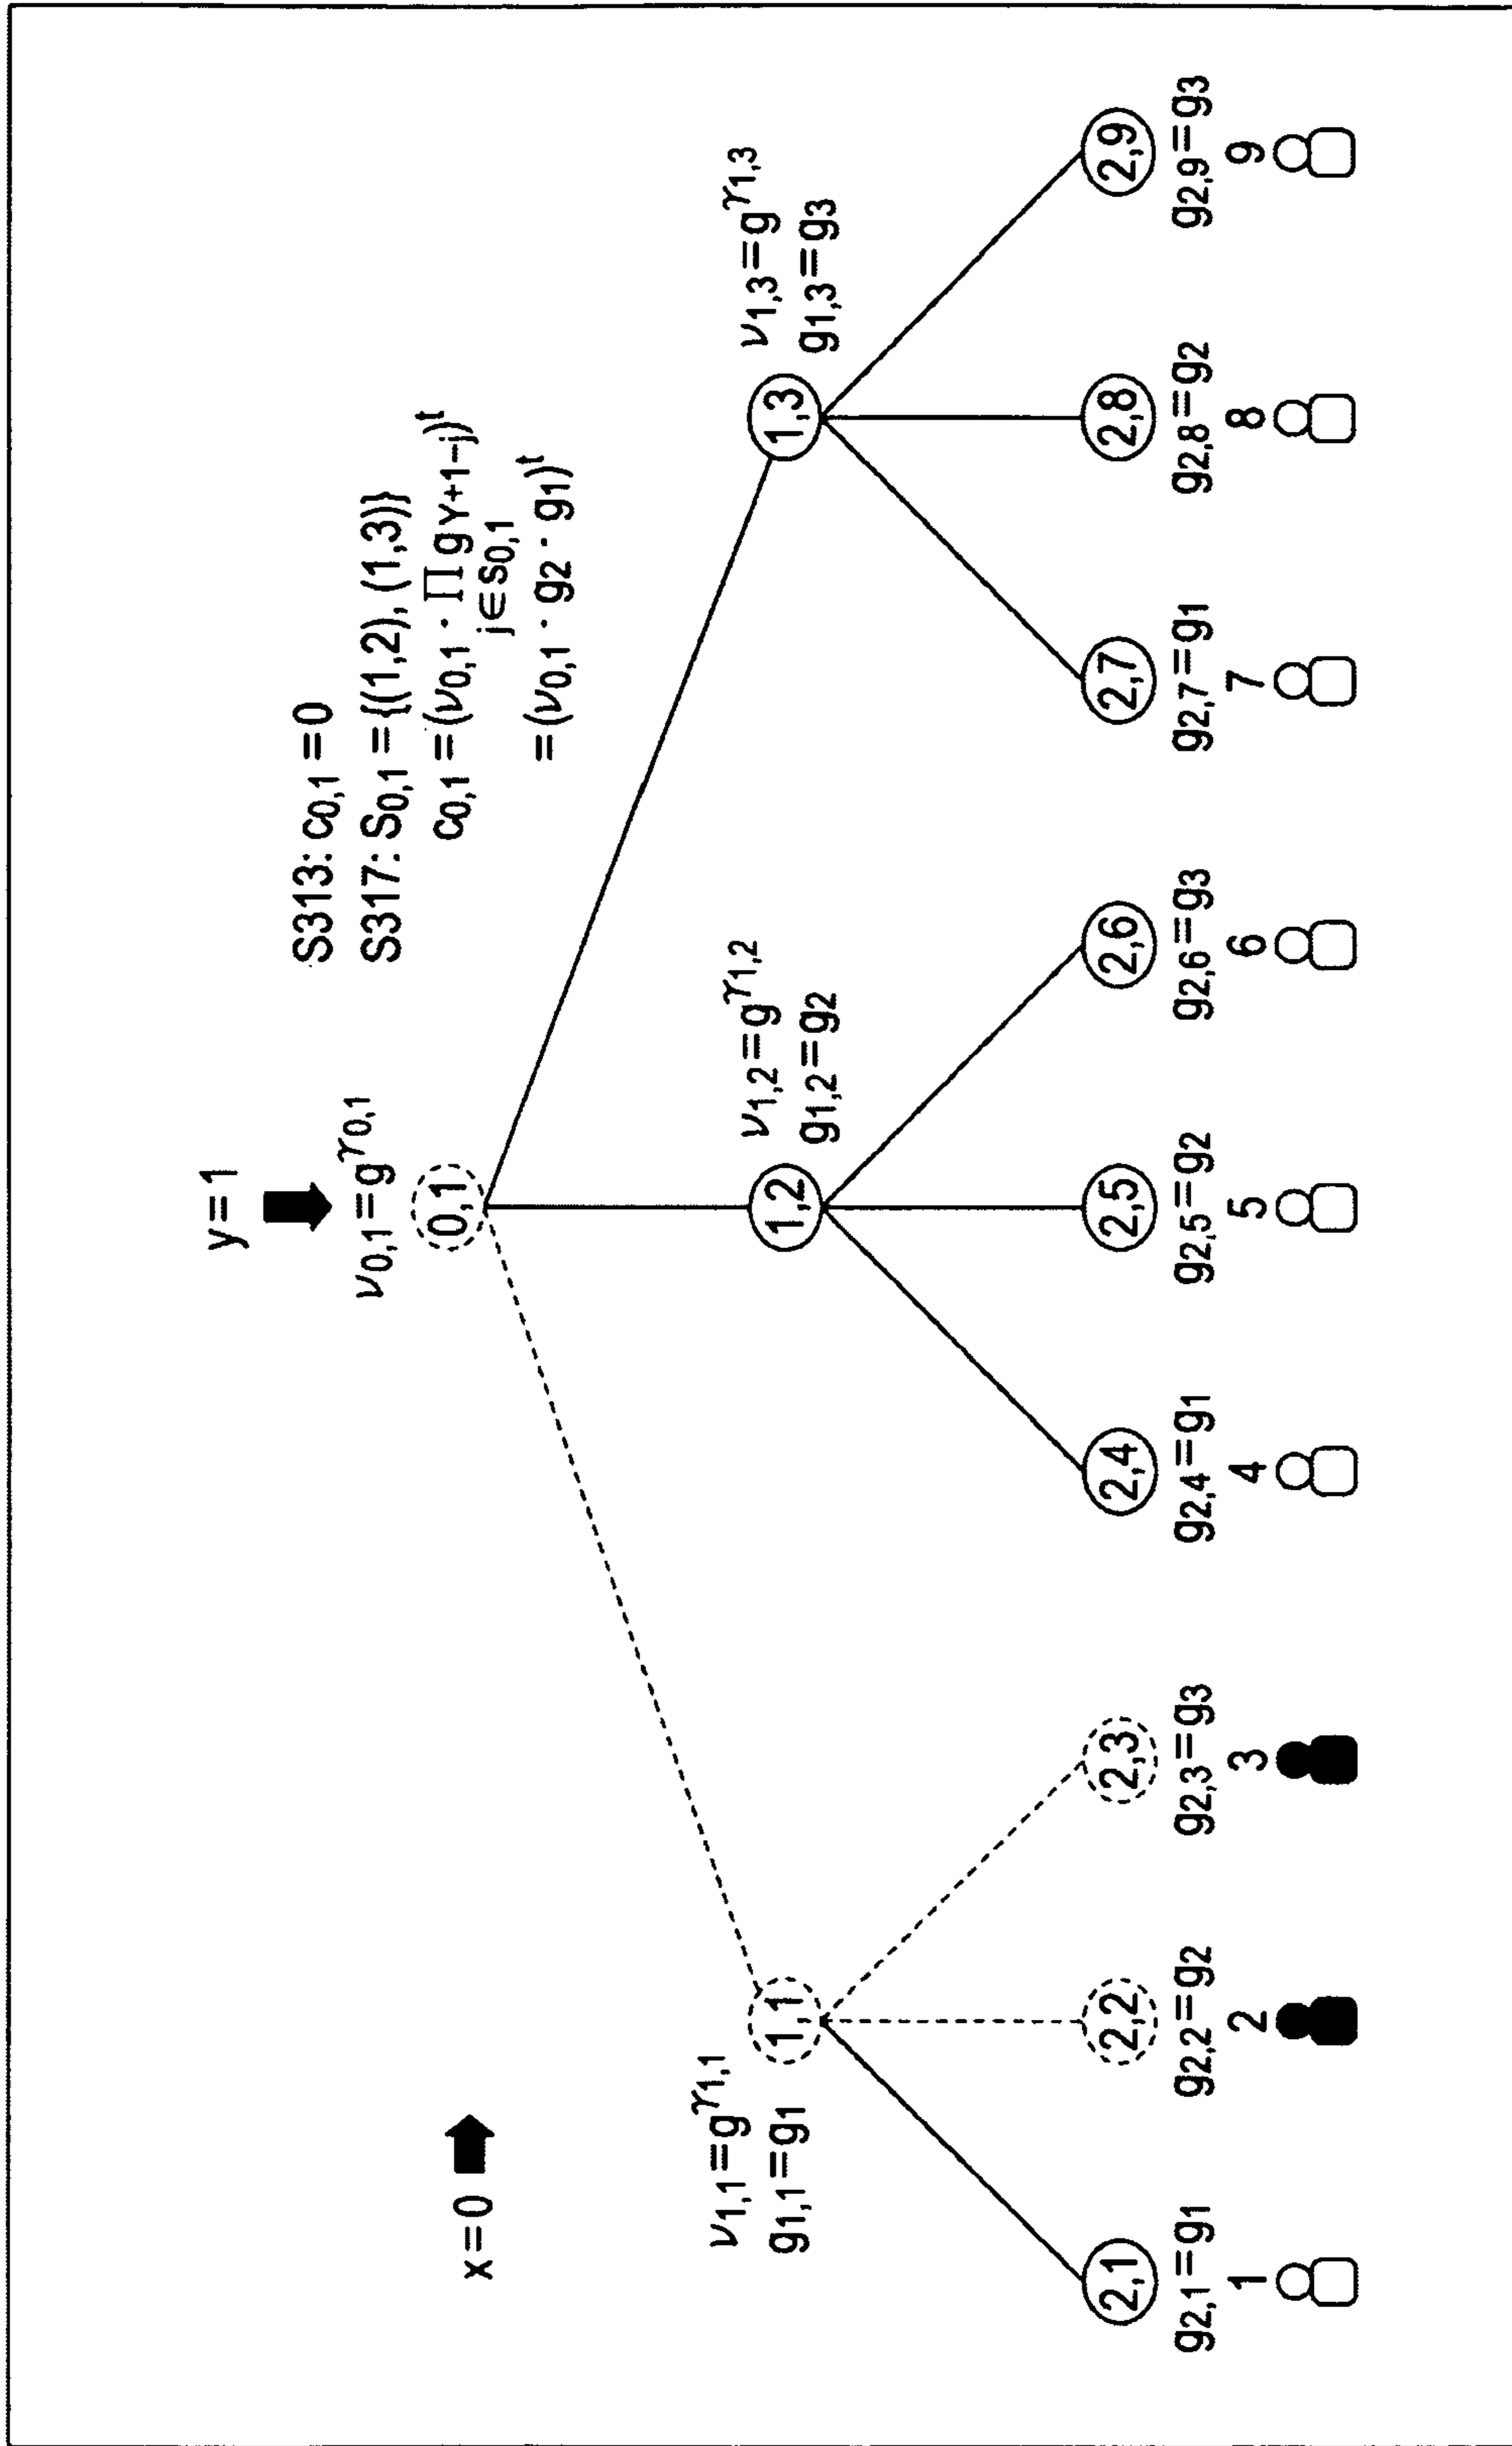 y=1
ν0,1=g^γ0,1
0,1
S313: c0,1=0
S317: S0,1={(1,2), (1,3)}
c0,1=(ν0,1・∏ gY+1-j)^t
j∈S0,1
=(ν0,1・g2・g1)^t
x=0
ν1,1=g^γ1,1
g1,1=g1
1,1
ν1,2=g^γ1,2
g1,2=g2
1,2
ν1,3=g^γ1,3
g1,3=g3
1,3
2,1 2,2 2,3 2,4 2,5 2,6 2,7 2,8 2,9
g2,1=g1 g2,2=g2 g2,3=g3 g2,4=g1 g2,5=g2 g2,6=g3 g2,7=g1 g2,8=g2 g2,9=g3
1 2 3 4 5 6 7 8 9